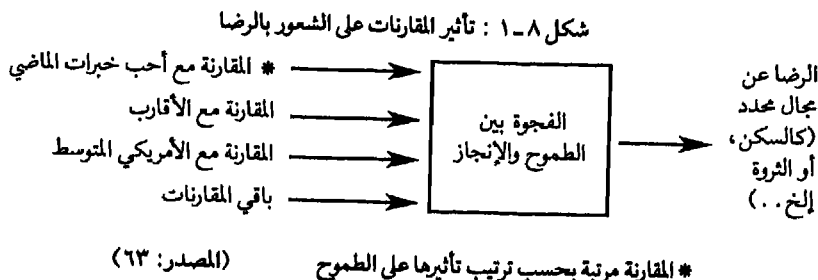 شكل ٨ــ١ : تأثير المقارنات على الشعور بالرضا
* المقارنة مع أحب خبرات الماضي
المقارنة مع الأقارب
المقارنة مع الأمريكي المتوسط
باقي المقارنات
الفجوة بين
الطموح والإنجاز
الرضا عن
مجال محدد
(كالسكن،
أو الثروة
إلخ . .)
* المقارنة مرتبة بحسب ترتيب تأثيرها على الطموح
(المصدر: ٦٣)